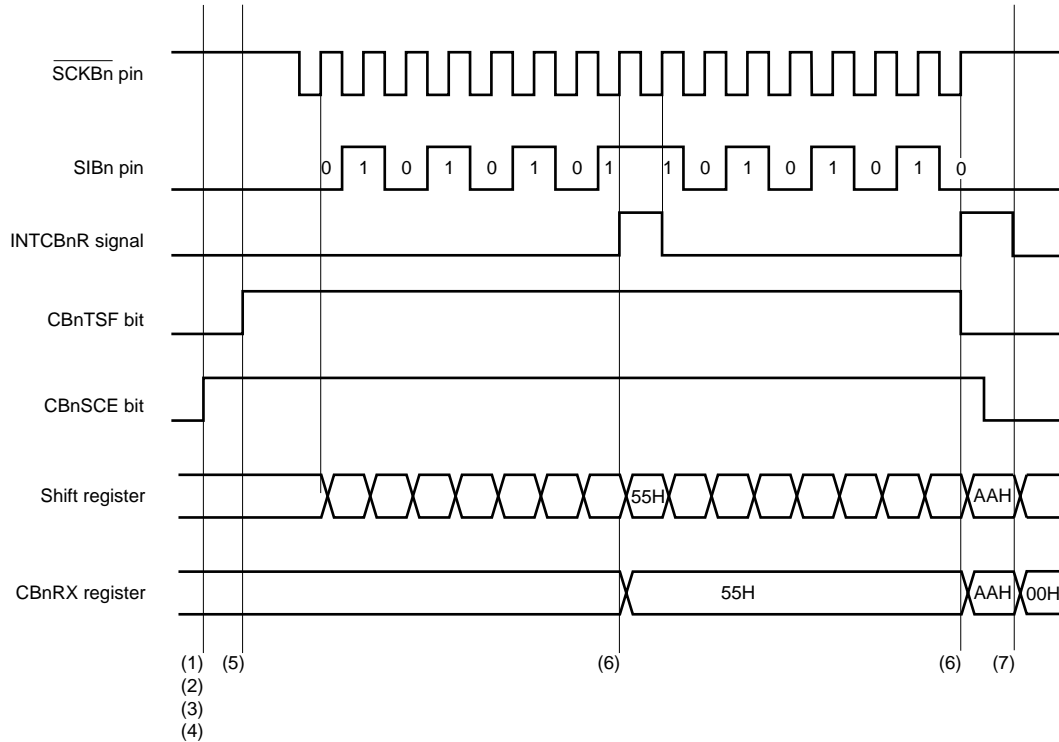 SCKBn pin
SIBn pin
0 1 0 1 0 1 0 1 1 0 1 0 1 0 1 0
INTCBnR signal
CBnTSF bit
CBnSCE bit
Shift register
55H
AAH
CBnRX register
55H
AAH
00H
(1) (5) (6) (6) (7)
(2)
(3)
(4)